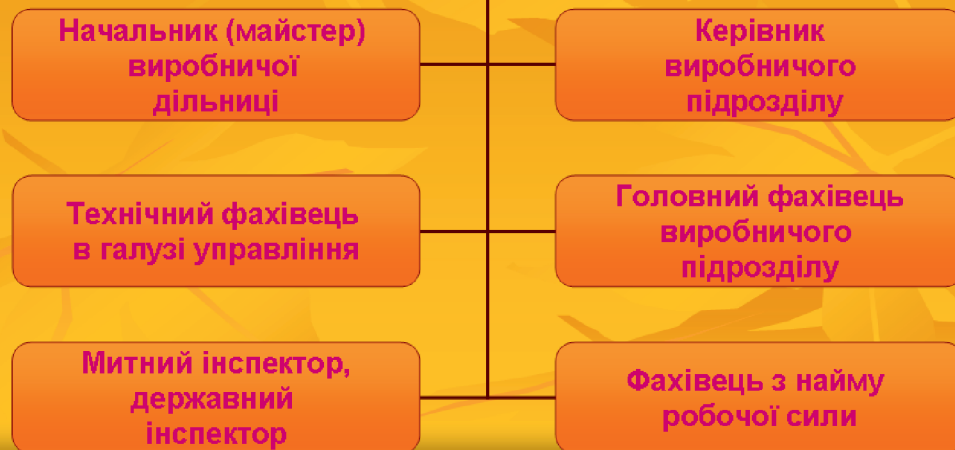 Начальник (майстер)
виробничої
дільниці
Керівник
виробничого
підрозділу
Технічний фахівець
в галузі управління
Головний фахівець
виробничого
підрозділу
Митний інспектор,
державний
інспектор
Фахівець з найму
робочої сили